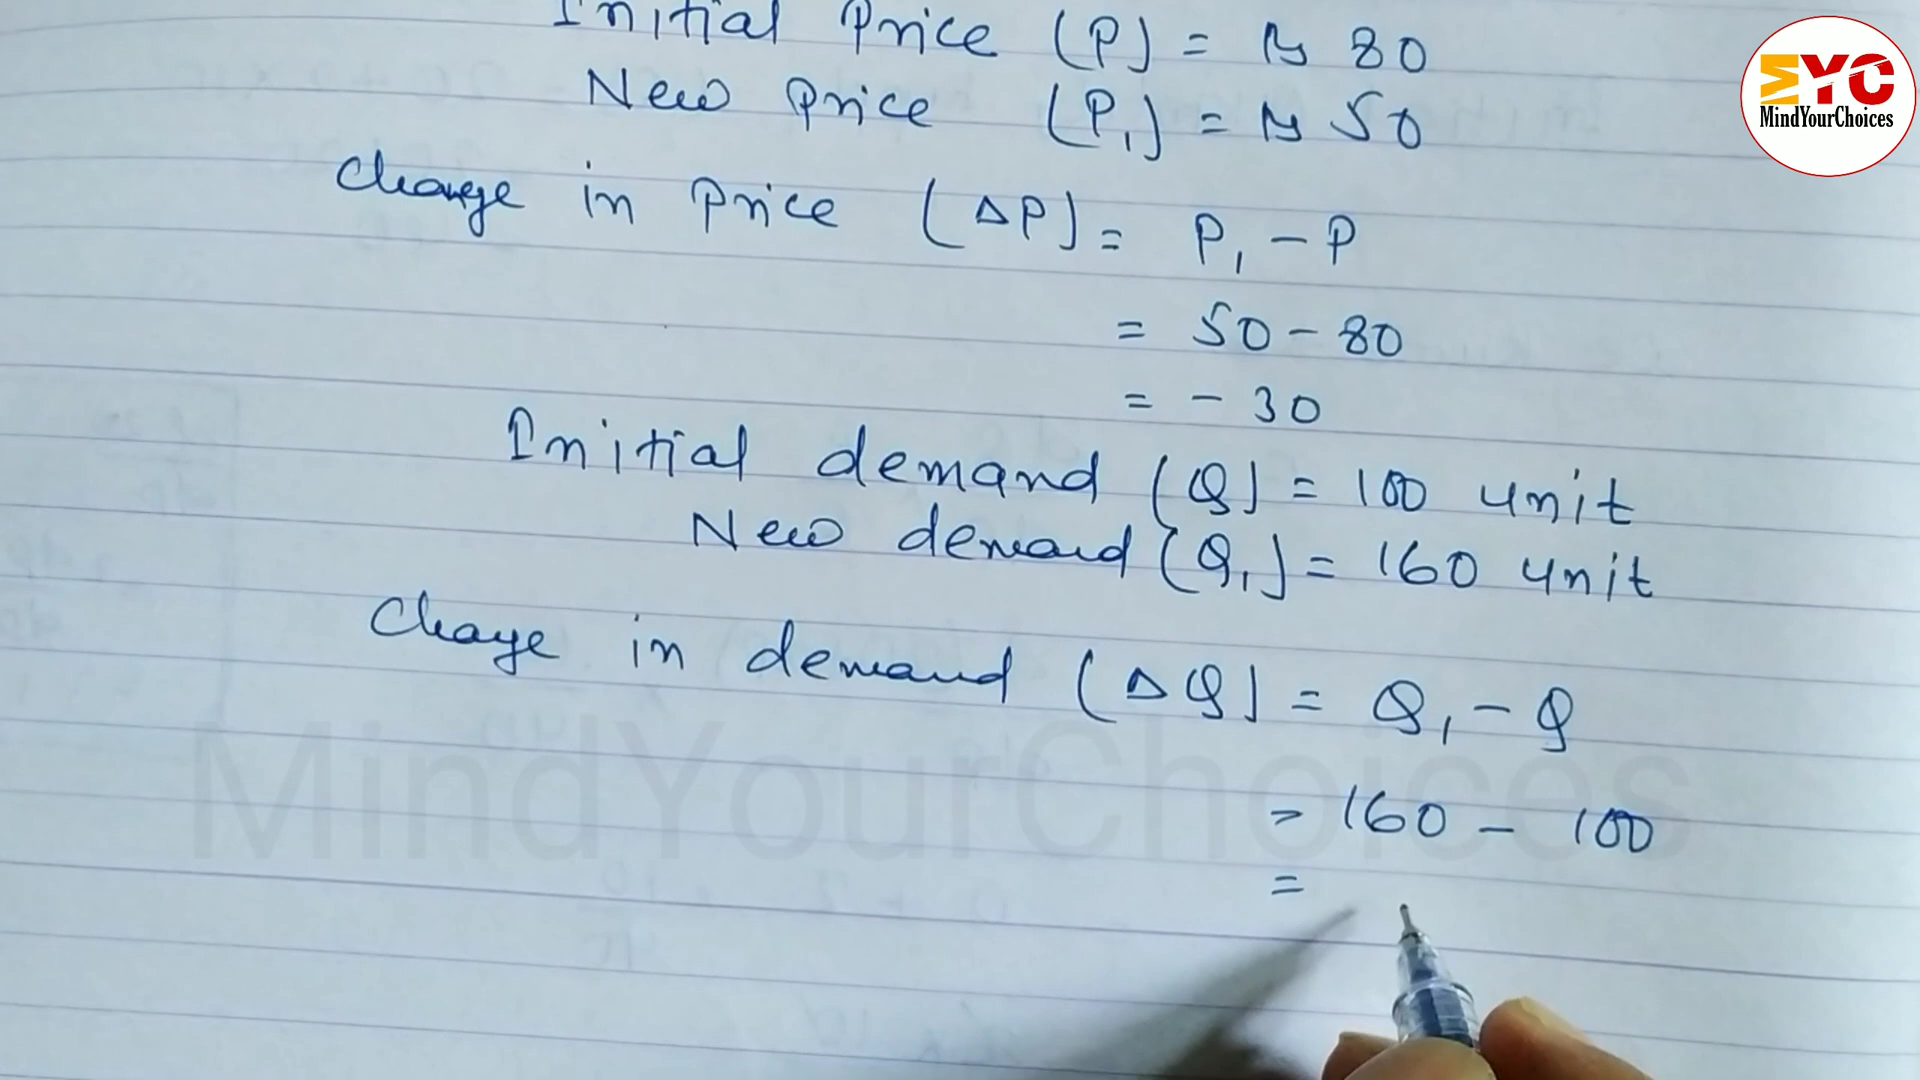 Initial Price (P) = Rs 80
New Price (P₁) = Rs 50
Change in Price (ΔP) = P₁ - P
= 50 - 80
= - 30
Initial demand (Q) = 100 unit
New demand (Q₁) = 160 unit
Change in demand (ΔQ) = Q₁ - Q
= 160 - 100
=
MYC
MindYourChoices
MindYourChoices